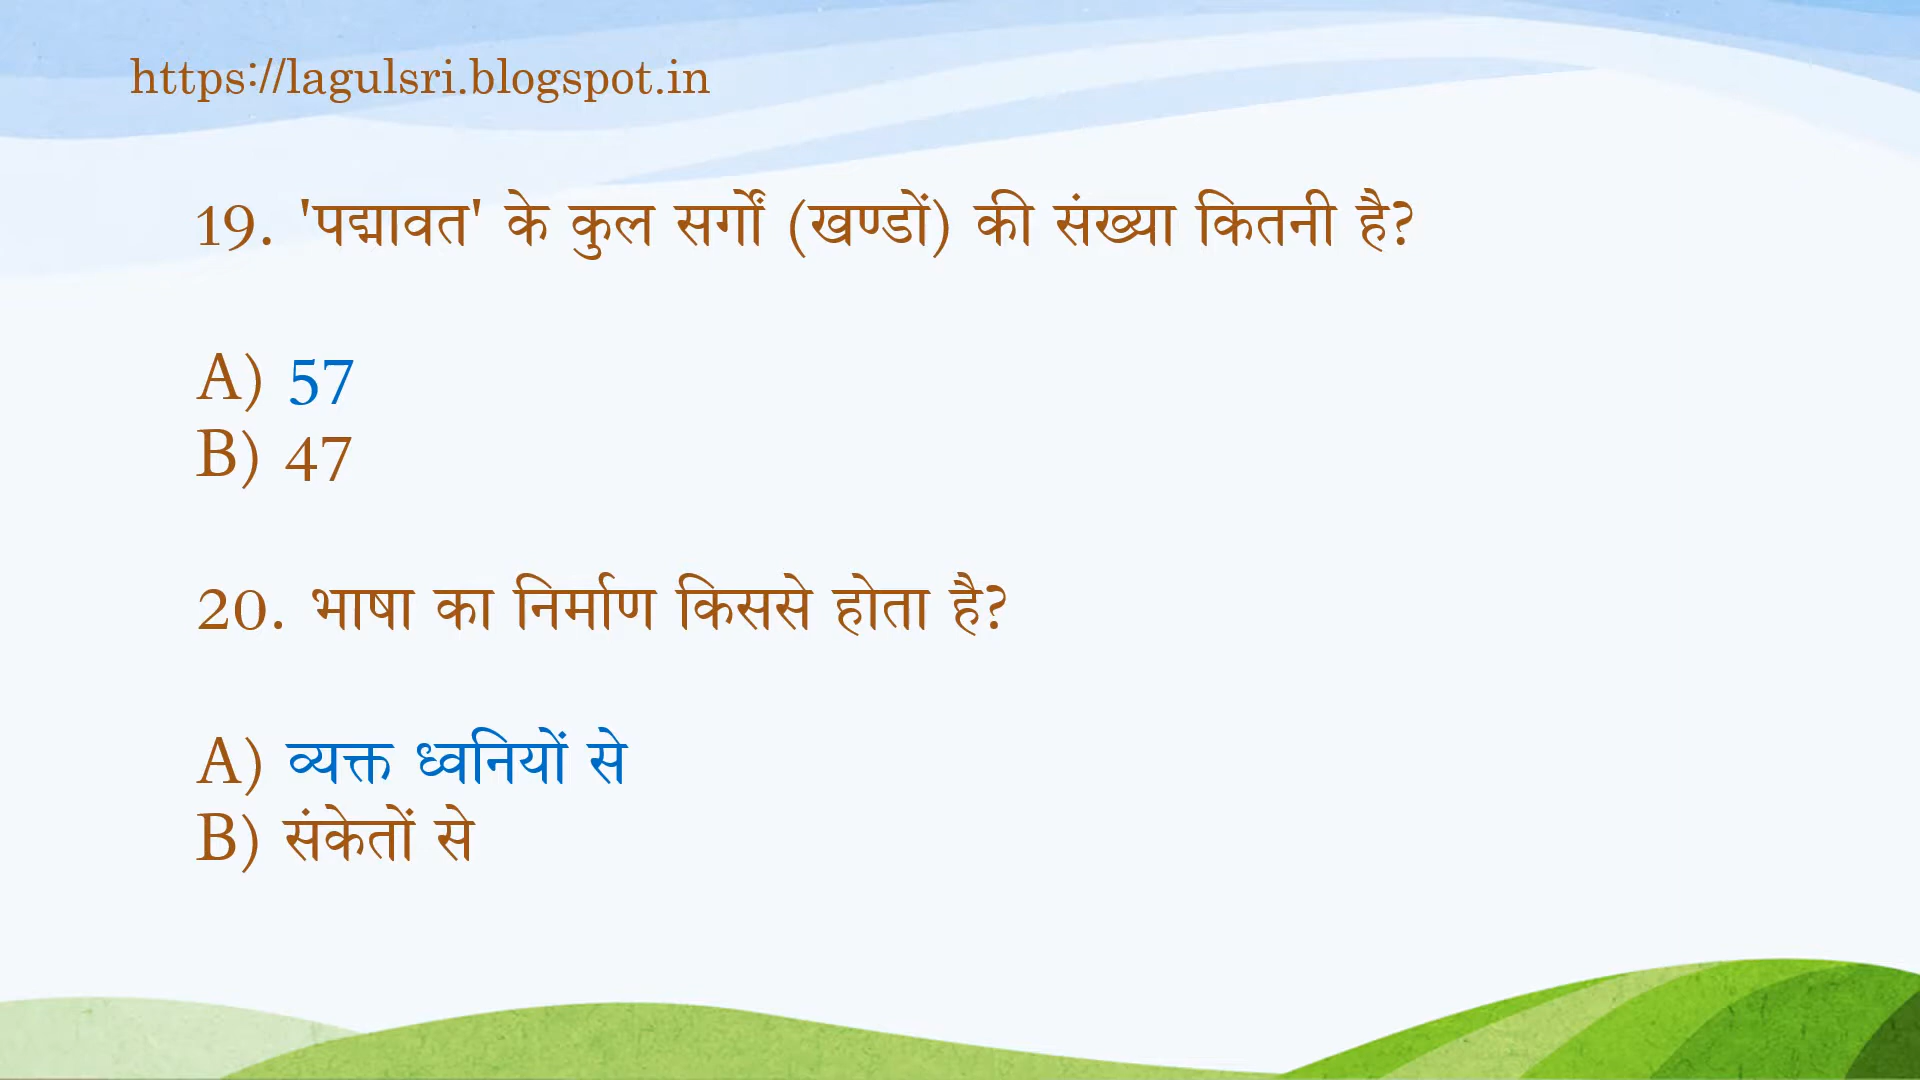 https://lagulsri.blogspot.in
19. 'पद्मावत' के कुल सर्गों (खण्डों) की संख्या कितनी है?
A) 57
B) 47
20. भाषा का निर्माण किससे होता है?
A) व्यक्त ध्वनियों से
B) संकेतों से